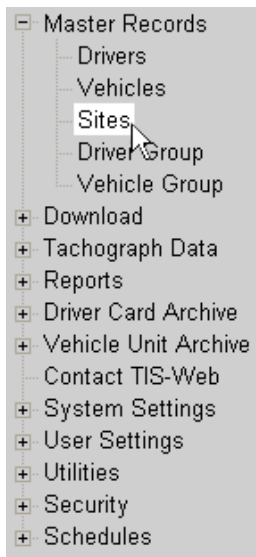 Master Records
Drivers
Vehicles
Sites
Driver Group
Vehicle Group
Download
Tachograph Data
Reports
Driver Card Archive
Vehicle Unit Archive
Contact TIS-Web
System Settings
User Settings
Utilities
Security
Schedules